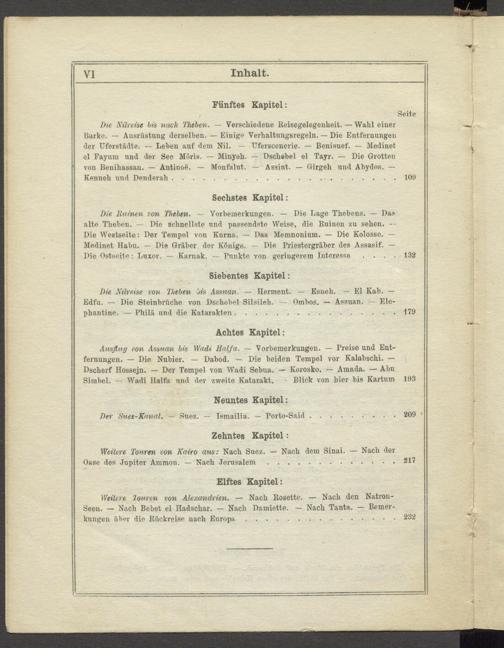 VI
Inhalt.
Fünftes Kapitel:
Seite
Die Nilreise bis nach Theben. — Verschiedene Reisegelegenheit. — Wahl einer
Barke. — Ausrüstung derselben. — Einige Verhaltungsregeln. — Die Entfernungen
der Uferstädte. — Leben auf dem Nil. — Uferscenerie. — Benisuef. — Medinet
el Fayum und der See Möris. — Minyeh. — Dschebel el Tayr. — Die Grotten
von Benihassan. — Antinoë. — Monfalut. — Assint. — Girgeh und Abydos. —
Kenneh und Denderah . . . . . . . . . . . . . . . . . . . . . 109
Sechstes Kapitel:
Die Ruinen von Theben. — Vorbemerkungen. — Die Lage Thebens. — Das
alte Theben. — Die schnellste und passendste Weise, die Ruinen zu sehen. —
Die Westseite: Der Tempel von Kurna. — Das Memnonium. — Die Kolosse. —
Medinet Habu. — Die Gräber der Könige. — Die Priestergräber des Assasif. —
Die Ostseite: Luxor. — Karnak. — Punkte von geringerem Interesse . . . . 132
Siebentes Kapitel:
Die Nilreise von Theben bis Assuan. — Herment. — Esneh. — El Kab. —
Edfu. — Die Steinbrüche von Dschebel-Silsileh. — Ombos. — Assuan. — Ele-
phantine. — Philä und die Katarakten. . . . . . . . . . . . . . . 179
Achtes Kapitel:
Ausflug von Assuan bis Wadi Halfa. — Vorbemerkungen. — Preise und Ent-
fernungen. — Die Nubier. — Dabod. — Die beiden Tempel vor Kalabschi. —
Dscherf Hossejn. — Der Tempel von Wadi Sebua. — Korosko. — Amada. — Abu
Simbel. — Wadi Halfa und der zweite Katarakt. — Blick von hier bis Kartum 193
Neuntes Kapitel:
Der Suez-Kanal. — Suez. — Ismailia. — Porto-Said . . . . . . . . . 209
Zehntes Kapitel:
Weitere Touren von Kairo aus: Nach Suez. — Nach dem Sinai. — Nach der
Oase des Jupiter Ammon. — Nach Jerusalem . . . . . . . . . . . . 217
Elftes Kapitel:
Weitere Touren von Alexandrien. — Nach Rosette. — Nach den Natron-
Seen. — Nach Bebet el Hadschar. — Nach Damiette. — Nach Tanta. — Bemer-
kungen über die Rückreise nach Europa . . . . . . . . . . . . . . 232